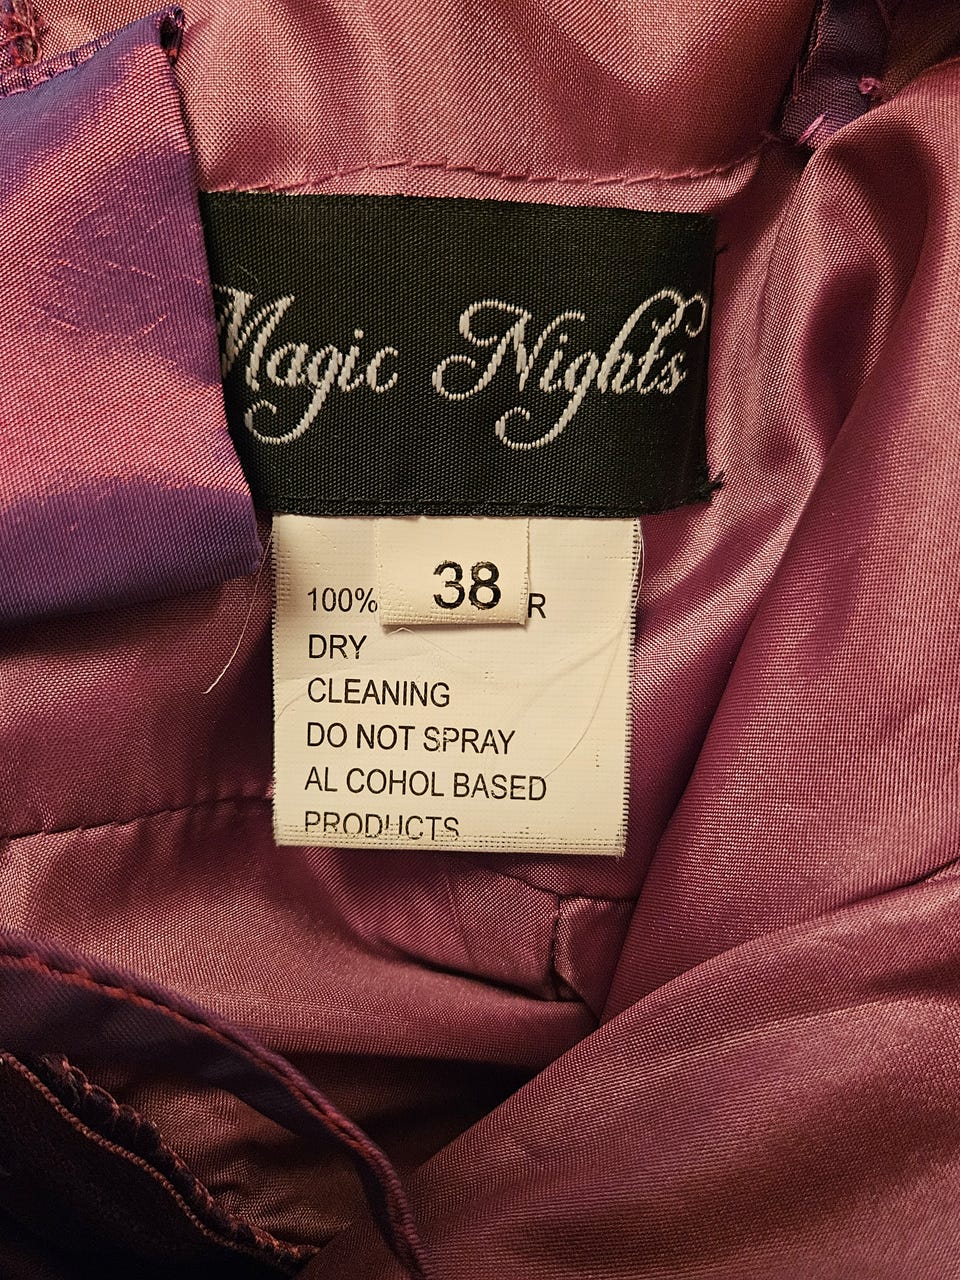 Magic Nights
38
100% R
DRY
CLEANING
DO NOT SPRAY
AL COHOL BASED
PRODUCTS